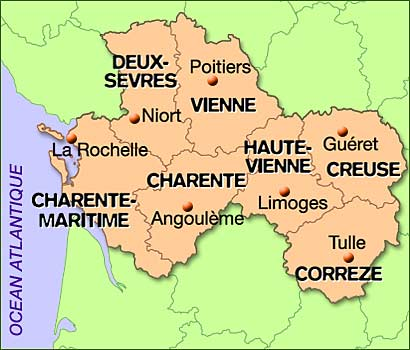 DEUX-
SEVRES
Poitiers
VIENNE
Niort
La Rochelle
HAUTE-
VIENNE
Guéret
CREUSE
CHARENTE
CHARENTE-
MARITIME
Angoulème
Limoges
Tulle
CORREZE
OCEAN ATLANTIQUE